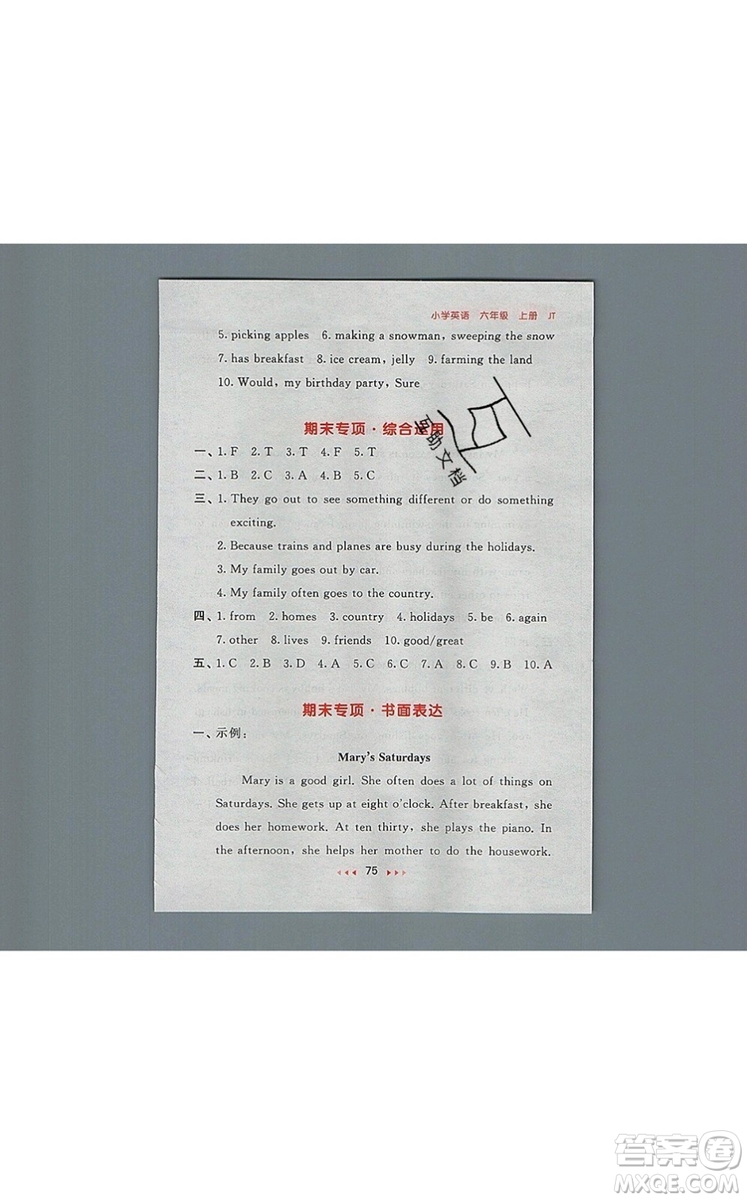 小学英语 六年级 上册 JT
5. picking apples 6. making a snowman, sweeping the snow
7. has breakfast 8. ice cream, jelly 9. farming the land
10. Would, my birthday party, Sure
期末专项·综合运用
一、1. F 2. T 3. T 4. F 5. T
二、1. B 2. C 3. A 4. B 5. C
三、1. They go out to see something different or do something
exciting.
2. Because trains and planes are busy during the holidays.
3. My family goes out by car.
4. My family often goes to the country.
四、1. from 2. homes 3. country 4. holidays 5. be 6. again
7. other 8. lives 9. friends 10. good/great
五、1. C 2. B 3. D 4. A 5. C 6. A 7. A 8. C 9. B 10. A
期末专项·书面表达
一、示例:
Mary's Saturdays
Mary is a good girl. She often does a lot of things on
Saturdays. She gets up at eight o'clock. After breakfast, she
does her homework. At ten thirty, she plays the piano. In
the afternoon, she helps her mother to do the housework.
75
互助文档
答案圈
MXQE.COM